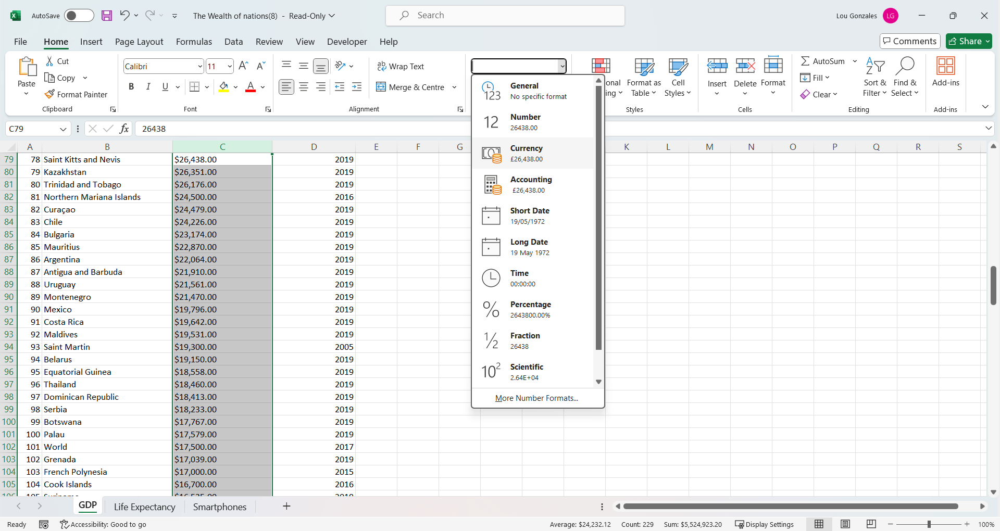 AutoSave The Wealth of nations(8) - Read-Only Search Lou Gonzales LG
File Home Insert Page Layout Formulas Data Review View Developer Help Comments Share
Paste Cut Copy Format Painter Clipboard
Calibri 11 B I U A Font
Wrap Text Merge & Centre Alignment
onal ing Format as Table Cell Styles Styles
Insert Delete Format Cells
AutoSum Fill Clear Sort & Filter Find & Select Editing
Add-ins Add-ins
C79 fx 26438
General
No specific format
Number
26438.00
Currency
£26,438.00
Accounting
£26,438.00
Short Date
19/05/1972
Long Date
19 May 1972
Time
00:00:00
Percentage
2643800.00%
Fraction
26438
Scientific
2.64E+04
More Number Formats...
A B C D E F G K L M N O P Q R S
79 78 Saint Kitts and Nevis $26,438.00 2019
80 79 Kazakhstan $26,351.00 2019
81 80 Trinidad and Tobago $26,176.00 2019
82 81 Northern Mariana Islands $24,500.00 2016
83 82 Curaçao $24,479.00 2019
84 83 Chile $24,226.00 2019
85 84 Bulgaria $23,174.00 2019
86 85 Mauritius $22,870.00 2019
87 86 Argentina $22,064.00 2019
88 87 Antigua and Barbuda $21,910.00 2019
89 88 Uruguay $21,561.00 2019
90 89 Montenegro $21,470.00 2019
91 90 Mexico $19,796.00 2019
92 91 Costa Rica $19,642.00 2019
93 92 Maldives $19,531.00 2019
94 93 Saint Martin $19,300.00 2005
95 94 Belarus $19,150.00 2019
96 95 Equatorial Guinea $18,558.00 2019
97 96 Thailand $18,460.00 2019
98 97 Dominican Republic $18,413.00 2019
99 98 Serbia $18,233.00 2019
100 99 Botswana $17,767.00 2019
101 100 Palau $17,579.00 2019
102 101 World $17,500.00 2017
103 102 Grenada $17,039.00 2019
104 103 French Polynesia $17,000.00 2015
105 104 Cook Islands $16,700.00 2016
GDP Life Expectancy Smartphones
Ready Accessibility: Good to go Average: $24,232.12 Count: 229 Sum: $5,524,923.20 Display Settings 100%